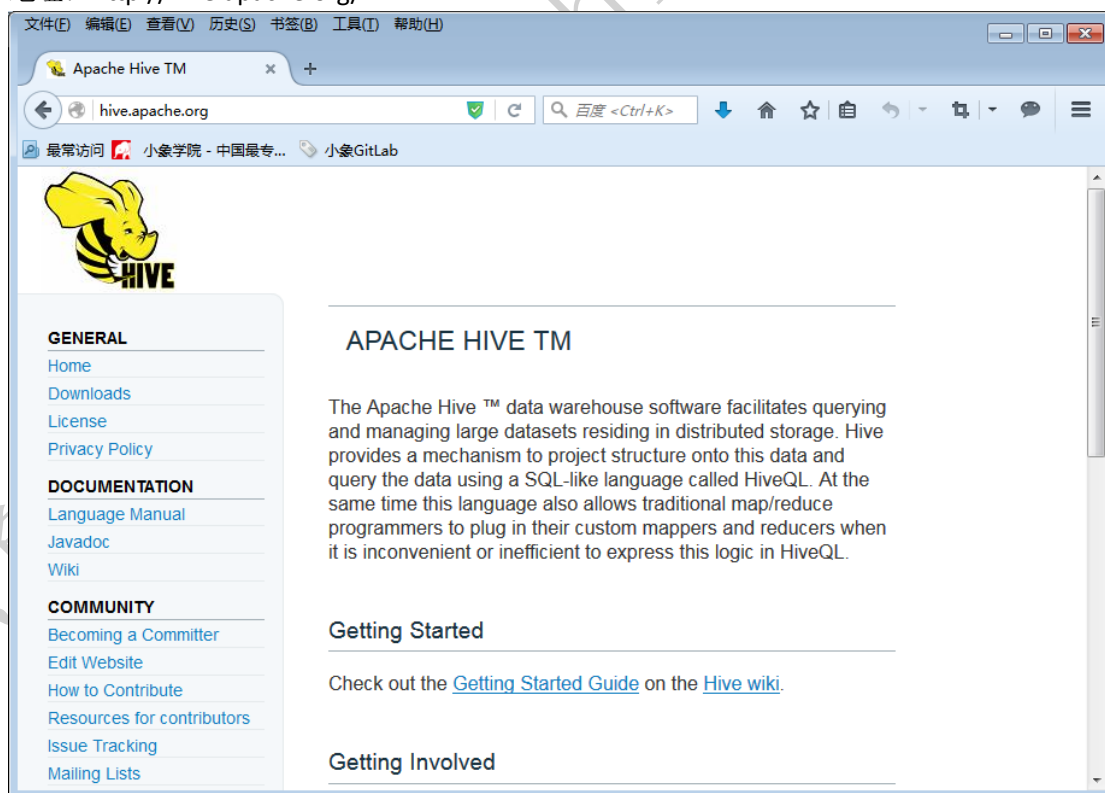 文件(F) 编辑(E) 查看(V) 历史(S) 书签(B) 工具(T) 帮助(H)
Apache Hive TM
hive.apache.org
百度 <Ctrl+K>
最常访问 小象学院 - 中国最专... 小象GitLab
HIVE
GENERAL
Home
Downloads
License
Privacy Policy
DOCUMENTATION
Language Manual
Javadoc
Wiki
COMMUNITY
Becoming a Committer
Edit Website
How to Contribute
Resources for contributors
Issue Tracking
Mailing Lists
APACHE HIVE TM
The Apache Hive ™ data warehouse software facilitates querying
and managing large datasets residing in distributed storage. Hive
provides a mechanism to project structure onto this data and
query the data using a SQL-like language called HiveQL. At the
same time this language also allows traditional map/reduce
programmers to plug in their custom mappers and reducers when
it is inconvenient or inefficient to express this logic in HiveQL.
Getting Started
Check out the Getting Started Guide on the Hive wiki.
Getting Involved